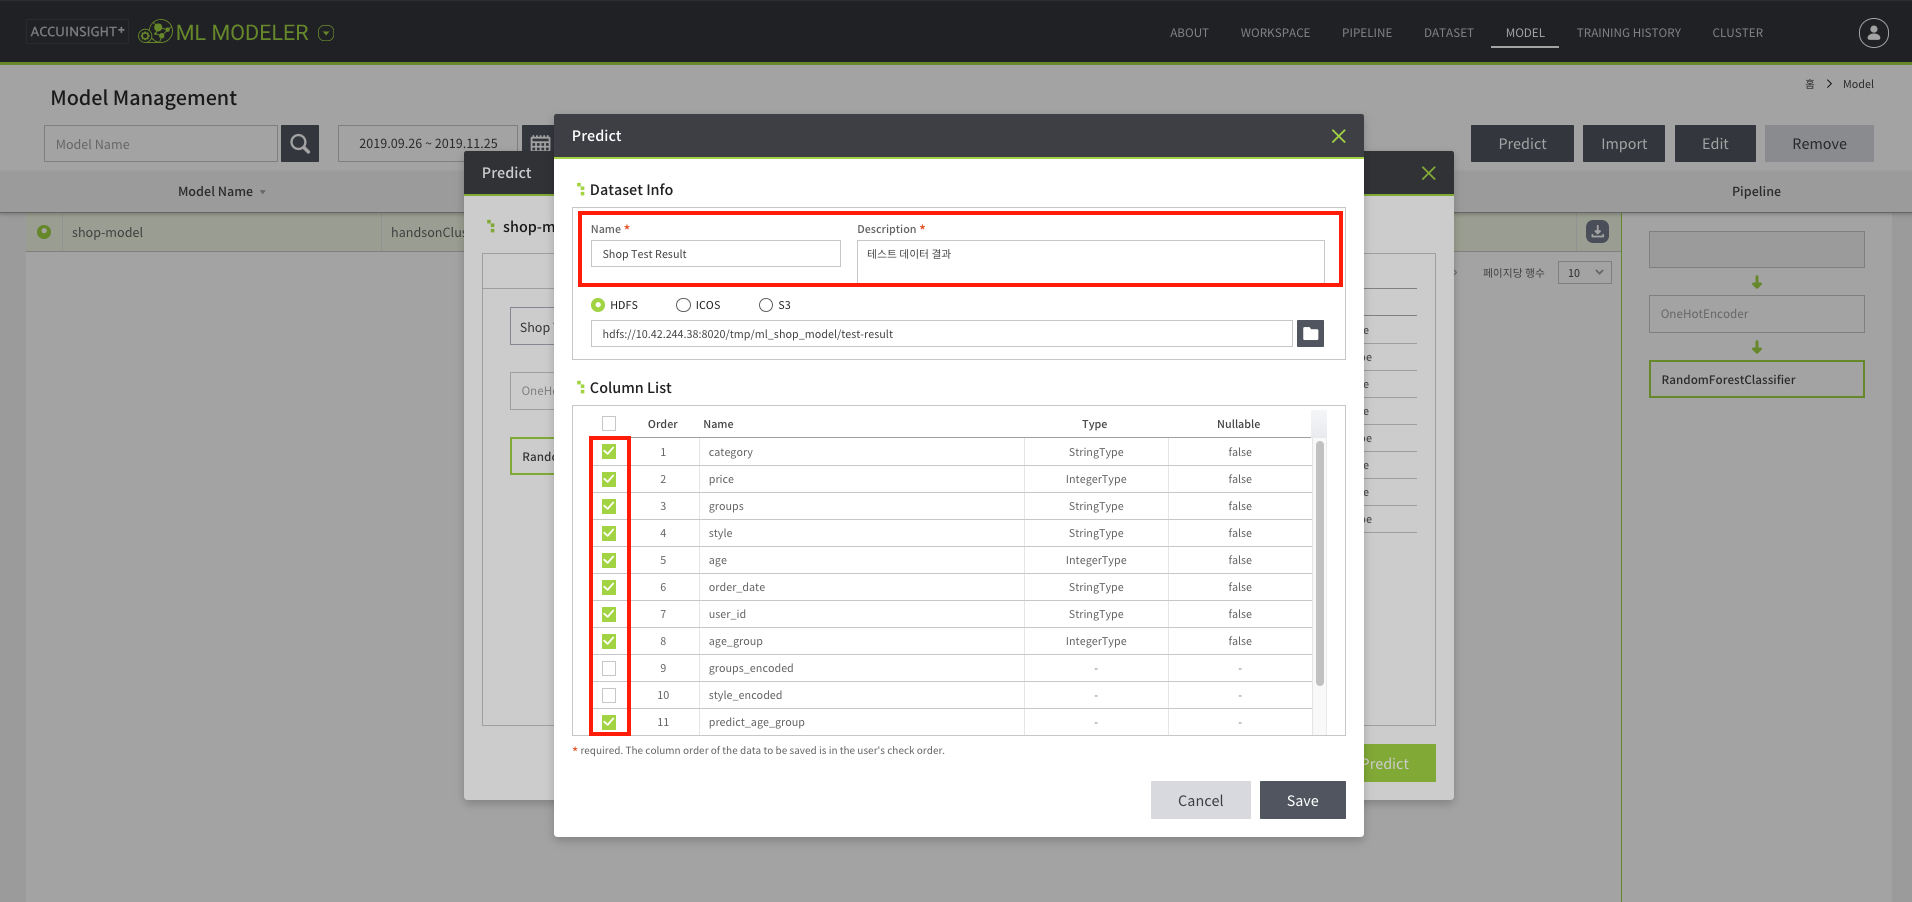 ACCUINSIGHT+ ML MODELER
ABOUT WORKSPACE PIPELINE DATASET MODEL TRAINING HISTORY CLUSTER
홈 > Model
Model Management
Model Name
2019.09.26 ~ 2019.11.25
Predict Import Edit Remove
Model Name
Pipeline
shop-model
페이지당 행수 10
OneHotEncoder
RandomForestClassifier
Predict
shop-m
Shop
OneHo
Rando
Predict
Predict
Dataset Info
Name * Description *
Shop Test Result 테스트 데이터 결과
HDFS ICOS S3
hdfs://10.42.244.38:8020/tmp/ml_shop_model/test-result
Column List
Order Name Type Nullable
1 category StringType false
2 price IntegerType false
3 groups StringType false
4 style StringType false
5 age IntegerType false
6 order_date StringType false
7 user_id StringType false
8 age_group IntegerType false
9 groups_encoded - -
10 style_encoded - -
11 predict_age_group - -
* required. The column order of the data to be saved is in the user's check order.
Cancel Save